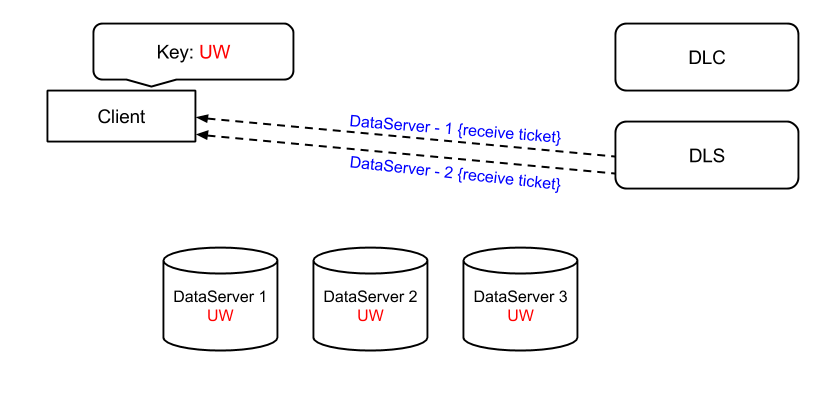 Key: UW
DLC
Client
DataServer - 1 {receive ticket}
DLS
DataServer - 2 {receive ticket}
DataServer 1
UW
DataServer 2
UW
DataServer 3
UW